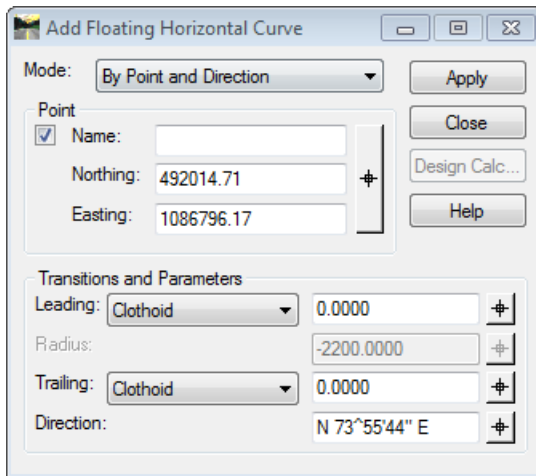 Add Floating Horizontal Curve
Mode: By Point and Direction
Apply
Point
Close
Name:
Design Calc...
Northing: 492014.71
Help
Easting: 1086796.17
Transitions and Parameters
Leading: Clothoid 0.0000
Radius: -2200.0000
Trailing: Clothoid 0.0000
Direction: N 73^55'44" E